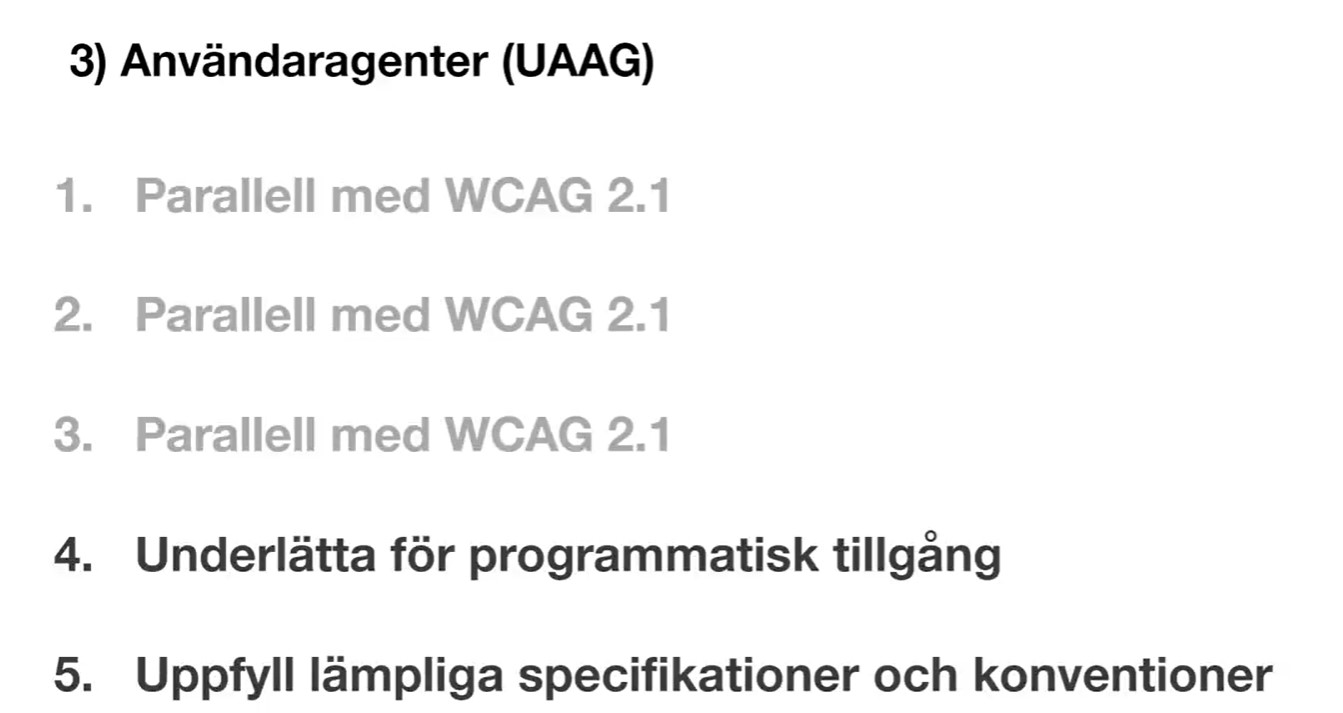 3) Användaragenter (UAAG)
1. Parallell med WCAG 2.1
2. Parallell med WCAG 2.1
3. Parallell med WCAG 2.1
4. Underlätta för programmatisk tillgång
5. Uppfyll lämpliga specifikationer och konventioner